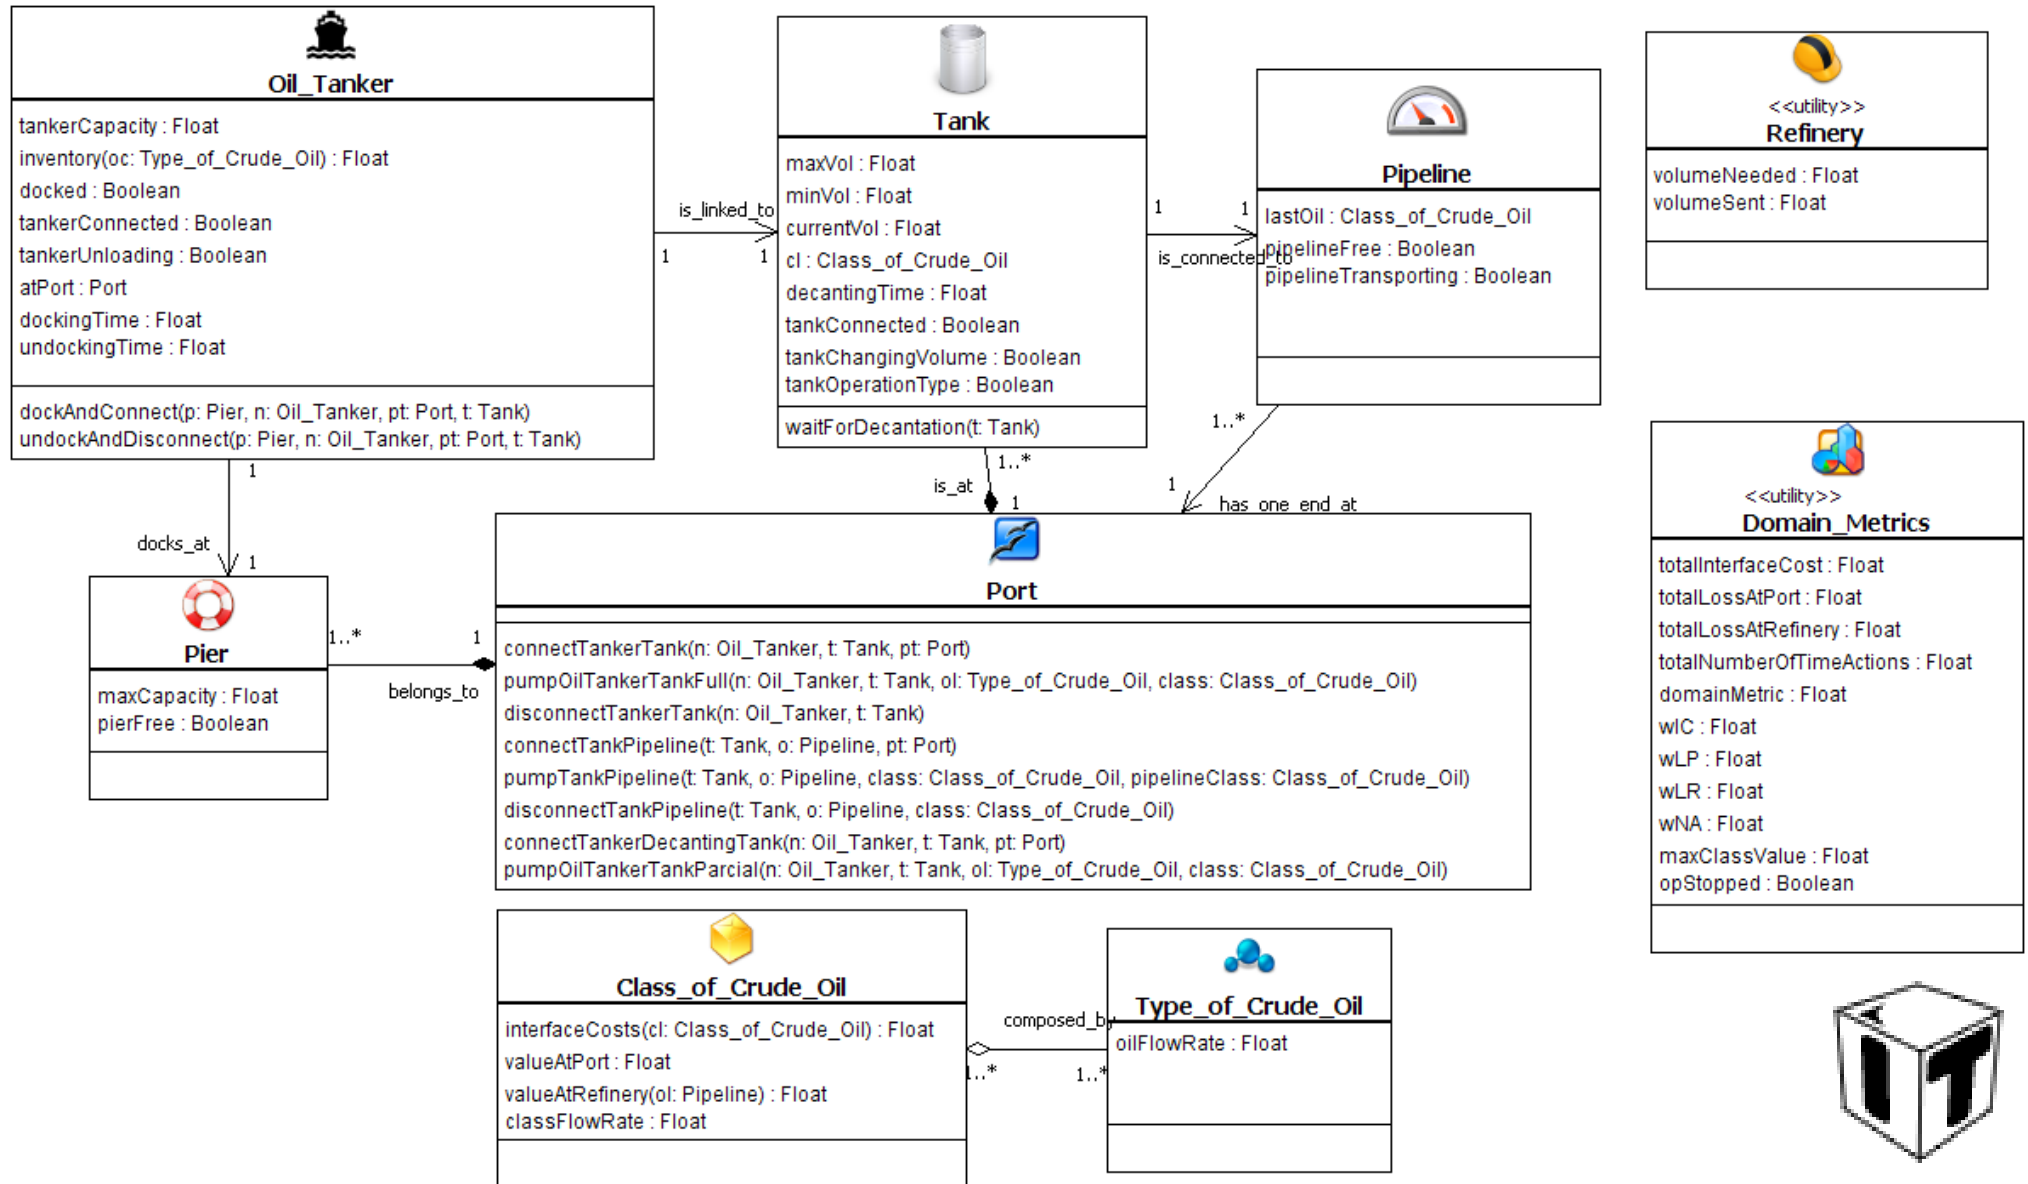 Oil_Tanker
tankerCapacity : Float
inventory(oc: Type_of_Crude_Oil) : Float
docked : Boolean
tankerConnected : Boolean
tankerUnloading : Boolean
atPort : Port
dockingTime : Float
undockingTime : Float
dockAndConnect(p: Pier, n: Oil_Tanker, pt: Port, t: Tank)
undockAndDisconnect(p: Pier, n: Oil_Tanker, pt: Port, t: Tank)
is_linked_to
1
1
Tank
maxVol : Float
minVol : Float
currentVol : Float
cl : Class_of_Crude_Oil
decantingTime : Float
tankConnected : Boolean
tankChangingVolume : Boolean
tankOperationType : Boolean
waitForDecantation(t: Tank)
1
1
is_connected_to
Pipeline
lastOil : Class_of_Crude_Oil
pipelineFree : Boolean
pipelineTransporting : Boolean
<<utility>>
Refinery
volumeNeeded : Float
volumeSent : Float
1
docks_at
1
1..*
is_at
1
1..*
1
has_one_end_at
Pier
maxCapacity : Float
pierFree : Boolean
1..*
1
belongs_to
Port
connectTankerTank(n: Oil_Tanker, t: Tank, pt: Port)
pumpOilTankerTankFull(n: Oil_Tanker, t: Tank, ol: Type_of_Crude_Oil, class: Class_of_Crude_Oil)
disconnectTankerTank(n: Oil_Tanker, t: Tank)
connectTankPipeline(t: Tank, o: Pipeline, pt: Port)
pumpTankPipeline(t: Tank, o: Pipeline, class: Class_of_Crude_Oil, pipelineClass: Class_of_Crude_Oil)
disconnectTankPipeline(t: Tank, o: Pipeline, class: Class_of_Crude_Oil)
connectTankerDecantingTank(n: Oil_Tanker, t: Tank, pt: Port)
pumpOilTankerTankParcial(n: Oil_Tanker, t: Tank, ol: Type_of_Crude_Oil, class: Class_of_Crude_Oil)
<<utility>>
Domain_Metrics
totalInterfaceCost : Float
totalLossAtPort : Float
totalLossAtRefinery : Float
totalNumberOfTimeActions : Float
domainMetric : Float
wIC : Float
wLP : Float
wLR : Float
wNA : Float
maxClassValue : Float
opStopped : Boolean
Class_of_Crude_Oil
interfaceCosts(cl: Class_of_Crude_Oil) : Float
valueAtPort : Float
valueAtRefinery(ol: Pipeline) : Float
classFlowRate : Float
composed_by
1..*
1..*
Type_of_Crude_Oil
oilFlowRate : Float